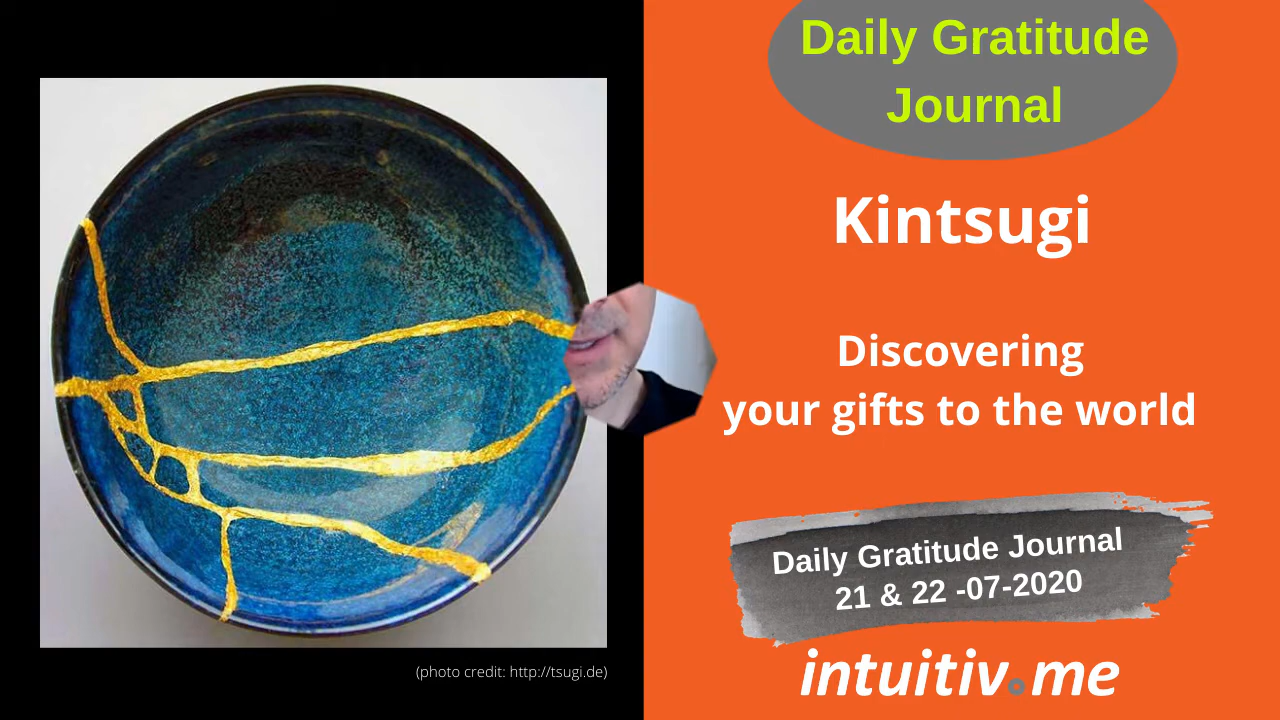 Daily Gratitude
Journal
Kintsugi
Discovering
your gifts to the world
Daily Gratitude Journal
21 & 22 -07-2020
intuitiv.me
(photo credit: http://tsugi.de)